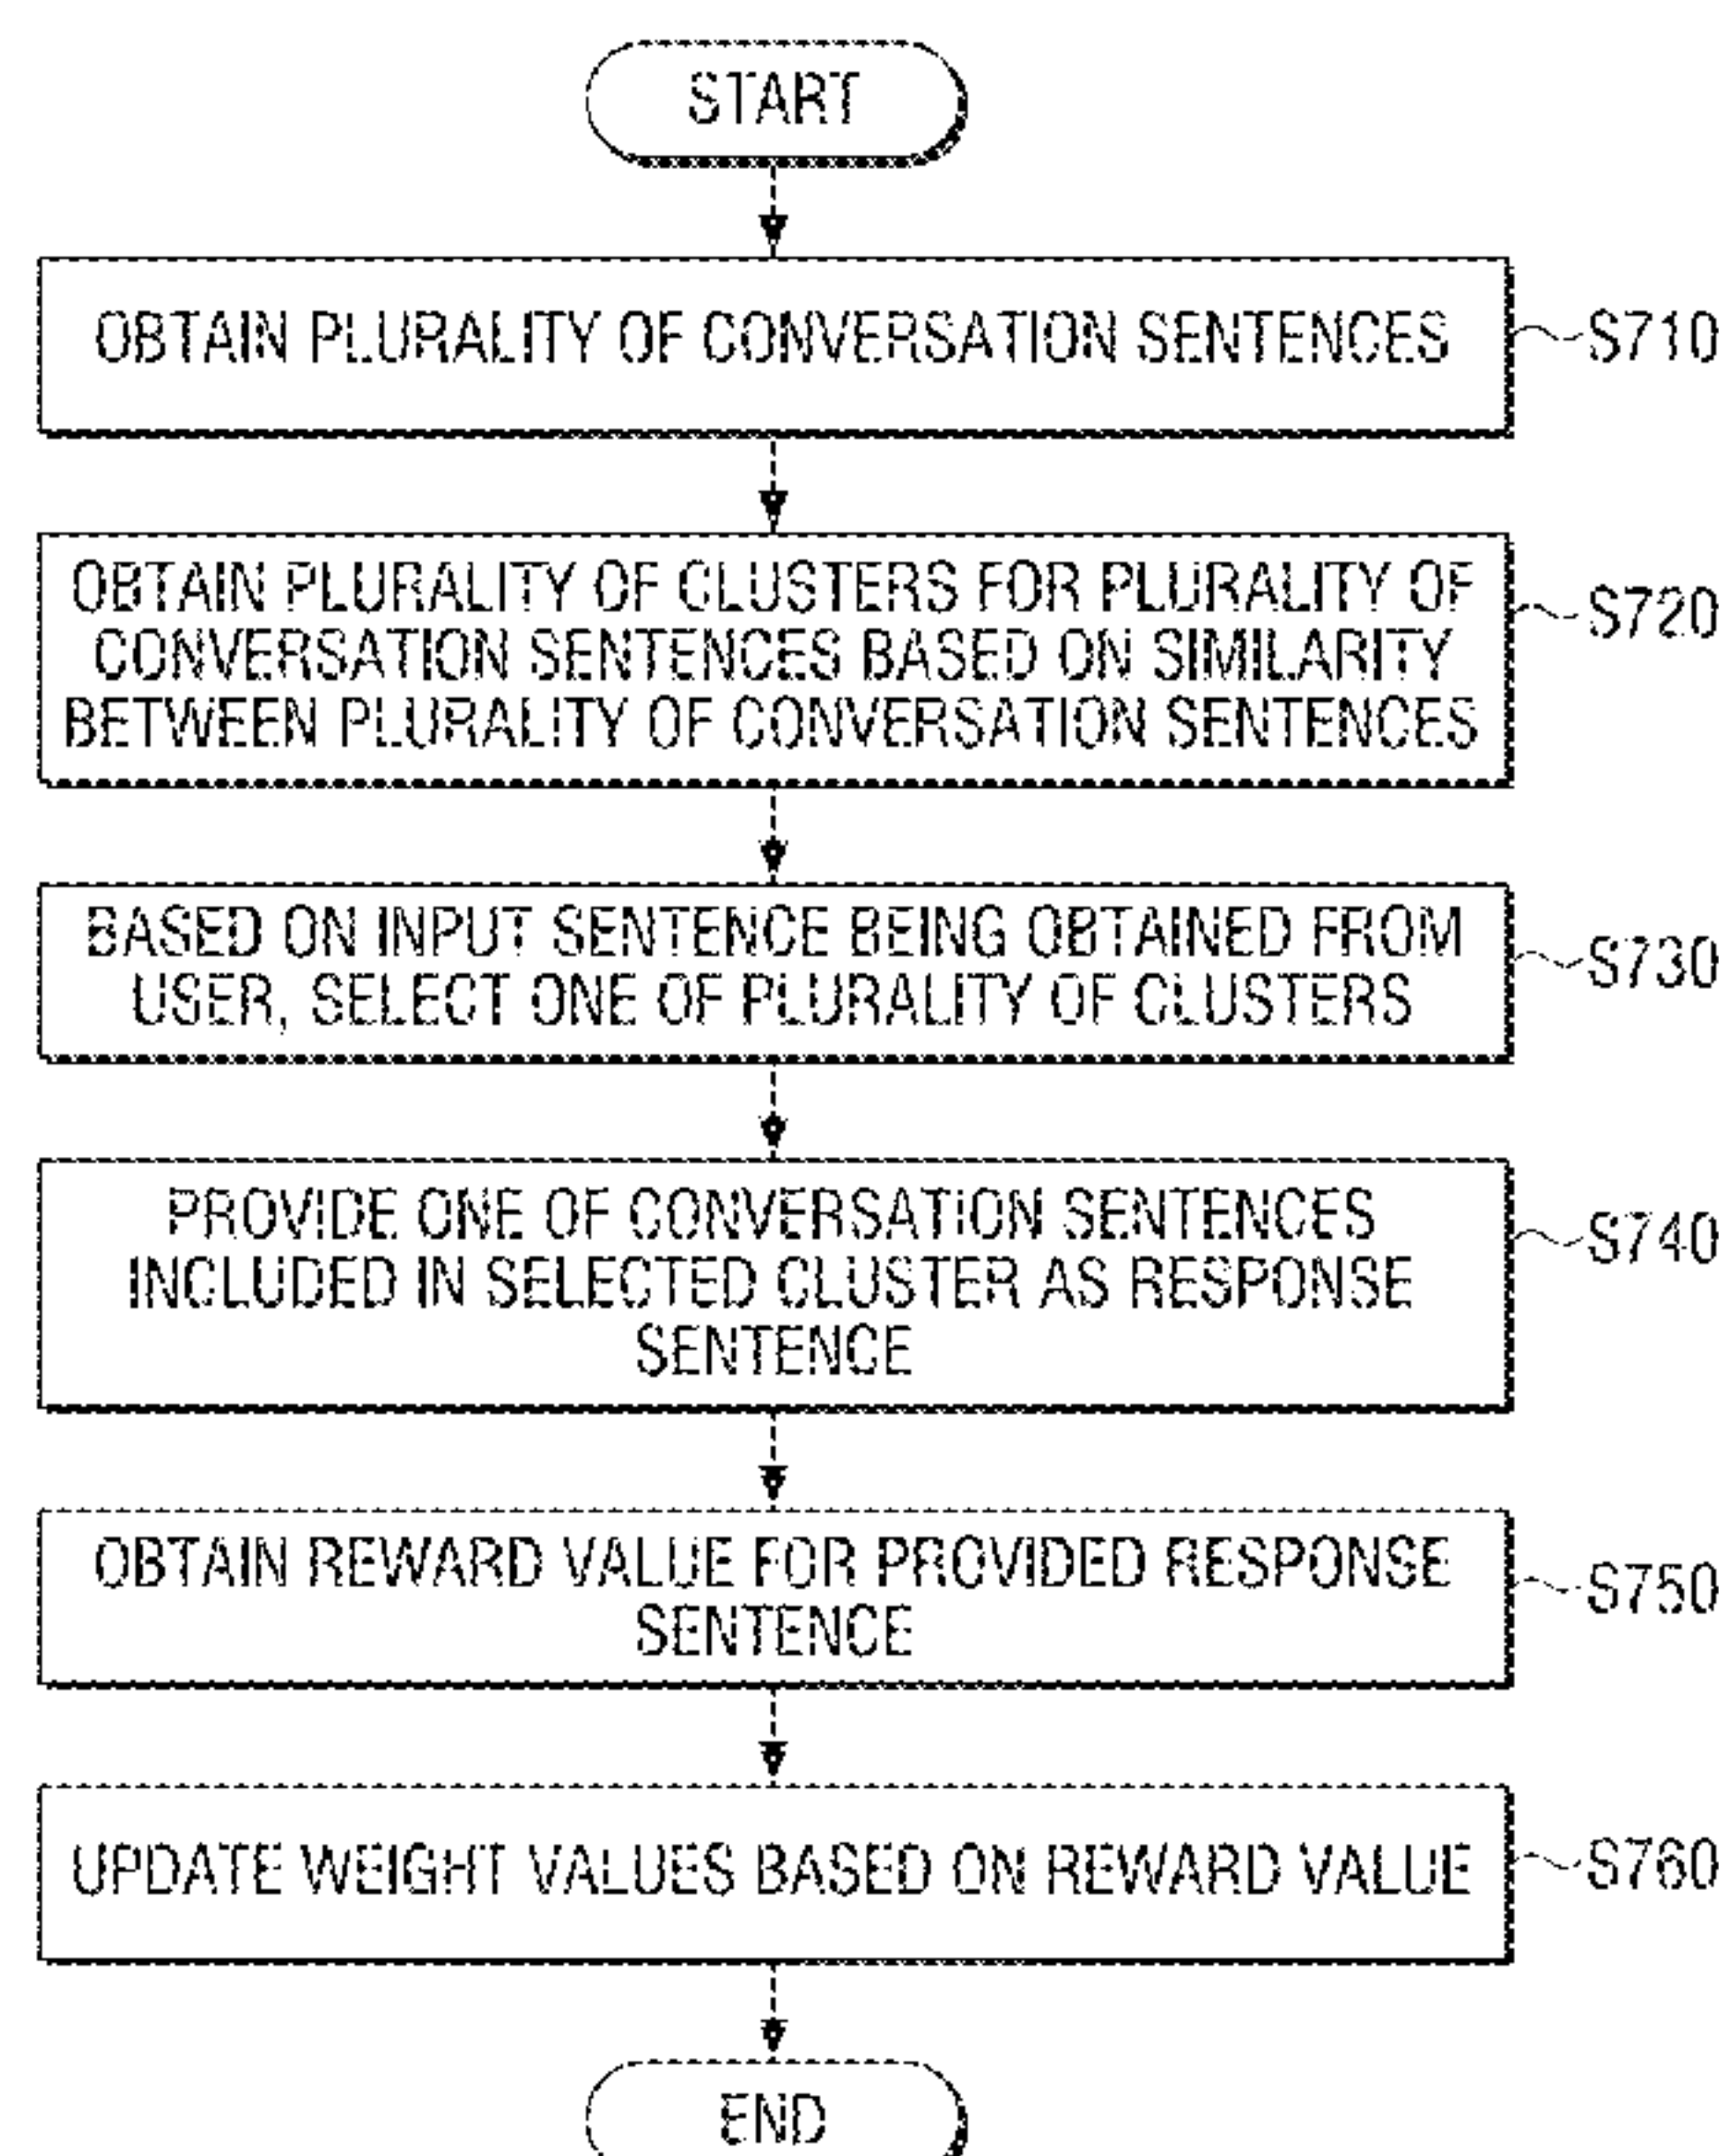 START
OBTAIN PLURALITY OF CONVERSATION SENTENCES
S710
OBTAIN PLURALITY OF CLUSTERS FOR PLURALITY OF
CONVERSATION SENTENCES BASED ON SIMILARITY
BETWEEN PLURALITY OF CONVERSATION SENTENCES
S720
BASED ON INPUT SENTENCE BEING OBTAINED FROM
USER, SELECT ONE OF PLURALITY OF CLUSTERS
S730
PROVIDE ONE OF CONVERSATION SENTENCES
INCLUDED IN SELECTED CLUSTER AS RESPONSE
SENTENCE
S740
OBTAIN REWARD VALUE FOR PROVIDED RESPONSE
SENTENCE
S750
UPDATE WEIGHT VALUES BASED ON REWARD VALUE
S760
END